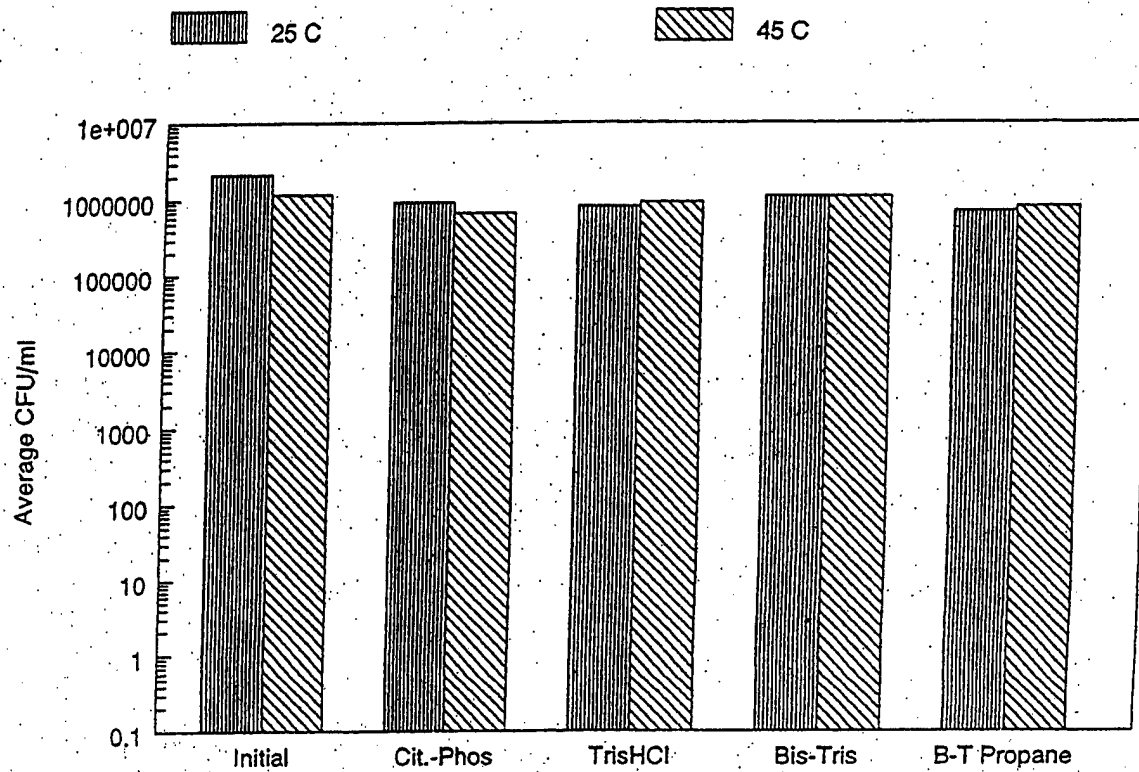 25 C
45 C
1e+007
1000000
100000
10000
1000
100
10
1
0.1
Average CFU/ml
Initial
Cit.-Phos
TrisHCl
Bis-Tris
B-T Propane